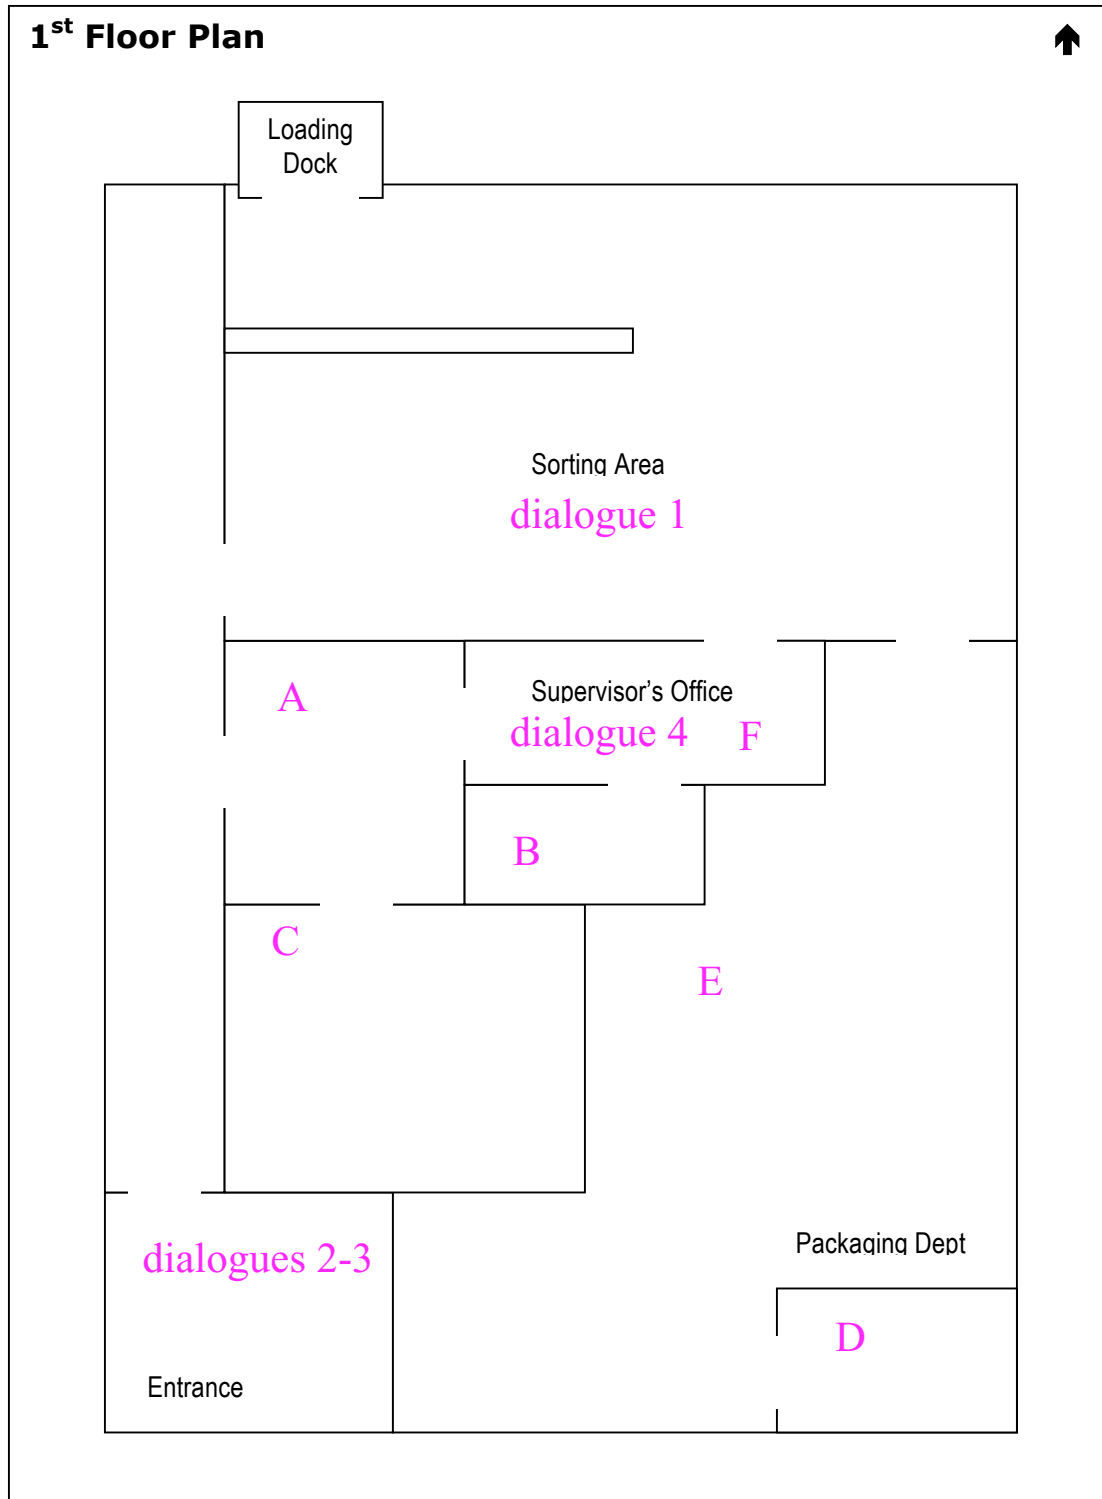 1st Floor Plan
Loading
Dock
Sorting Area
dialogue 1
A
Supervisor's Office
dialogue 4
F
B
C
E
dialogues 2-3
Packaging Dept
D
Entrance